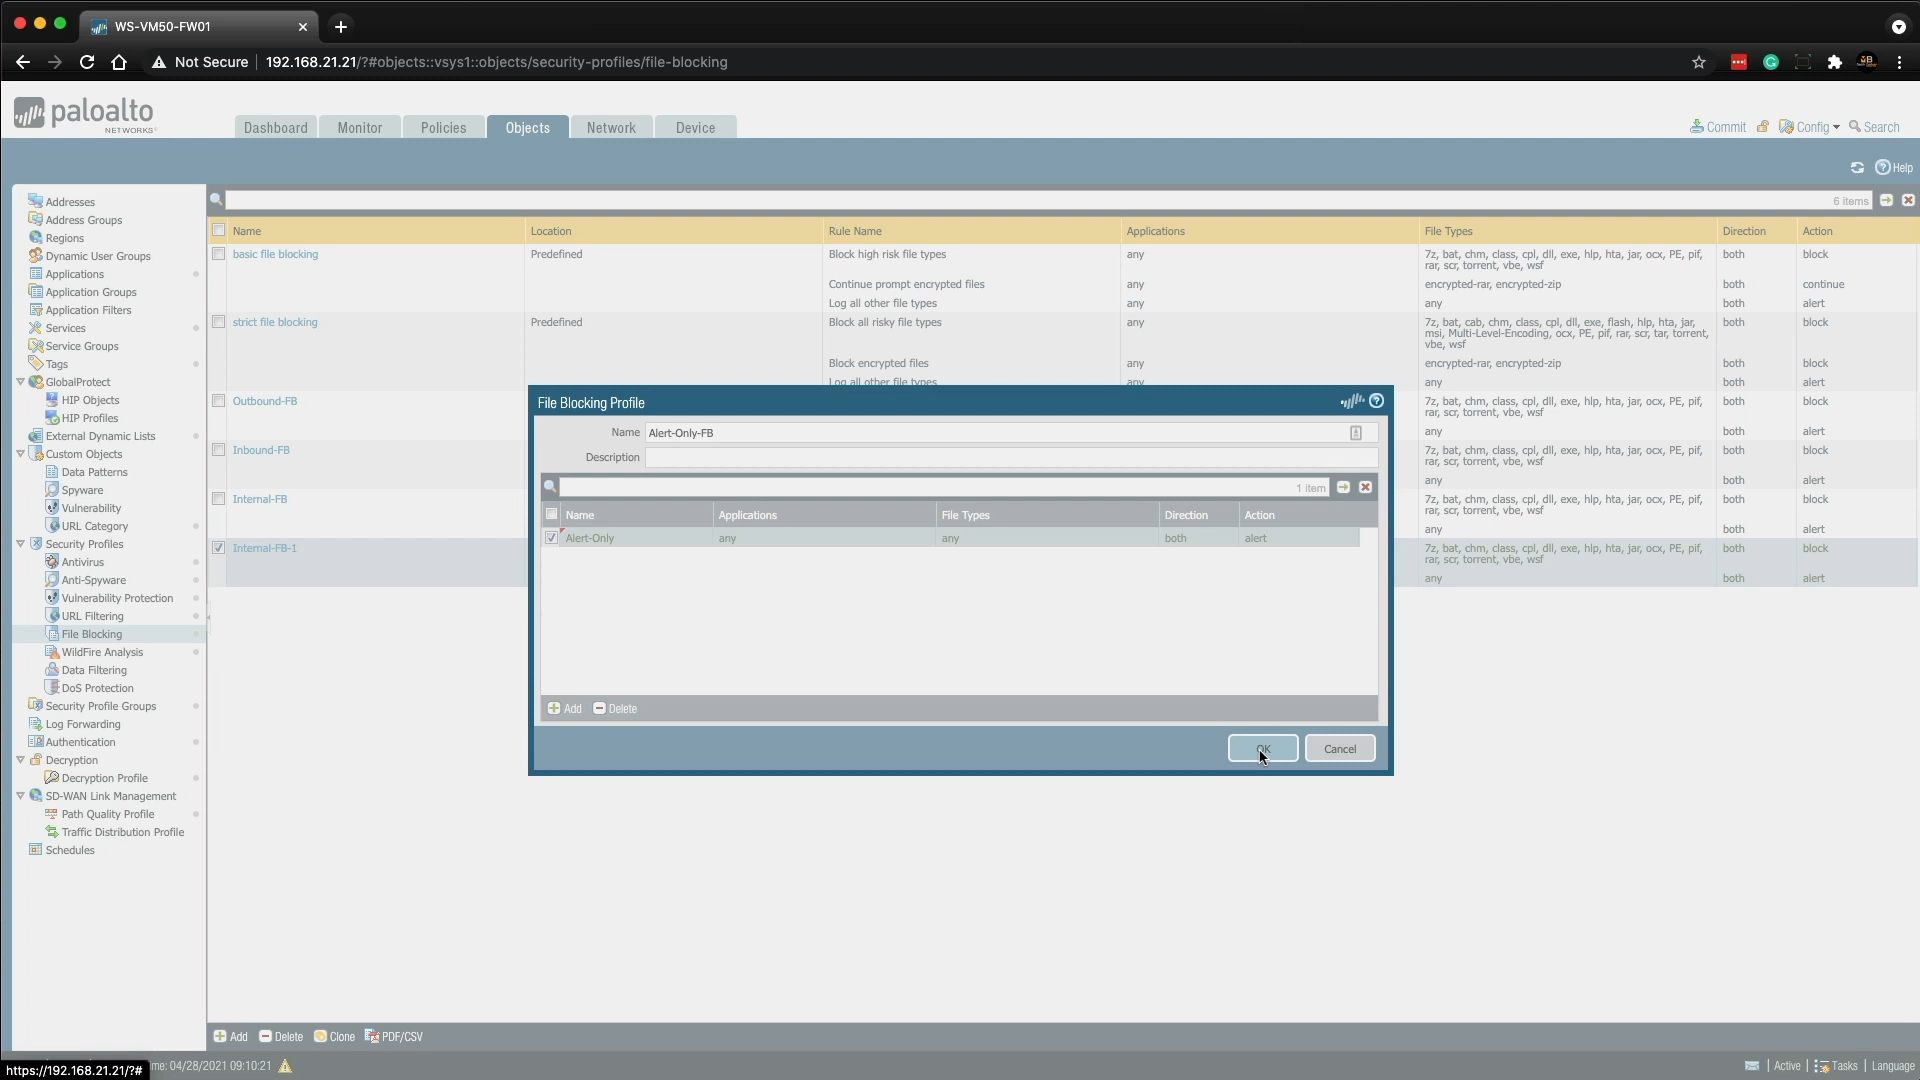 WS-VM50-FW01
Not Secure 192.168.21.21/?#objects::vsys1::objects/security-profiles/file-blocking
paloalto
NETWORKS®
Dashboard Monitor Policies Objects Network Device
Commit Config Search
Help
6 items
Addresses
Address Groups
Regions
Dynamic User Groups
Applications
Application Groups
Application Filters
Services
Service Groups
Tags
GlobalProtect
HIP Objects
HIP Profiles
External Dynamic Lists
Custom Objects
Data Patterns
Spyware
Vulnerability
URL Category
Security Profiles
Antivirus
Anti-Spyware
Vulnerability Protection
URL Filtering
File Blocking
WildFire Analysis
Data Filtering
DoS Protection
Security Profile Groups
Log Forwarding
Authentication
Decryption
Decryption Profile
SD-WAN Link Management
Path Quality Profile
Traffic Distribution Profile
Schedules
Name Location Rule Name Applications File Types Direction Action
basic file blocking Predefined Block high risk file types any 7z, bat, chm, class, cpl, dll, exe, hlp, hta, jar, ocx, PE, pif, both block
rar, scr, torrent, vbe, wsf
Continue prompt encrypted files any encrypted-rar, encrypted-zip both continue
Log all other file types any any both alert
strict file blocking Predefined Block all risky file types any 7z, bat, cab, chm, class, cpl, dll, exe, flash, hlp, hta, jar, both block
msi, Multi-Level-Encoding, ocx, PE, pif, rar, scr, tar, torrent,
vbe, wsf
Block encrypted files any encrypted-rar, encrypted-zip both block
Log all other file types any any both alert
Outbound-FB 7z, bat, chm, class, cpl, dll, exe, hlp, hta, jar, ocx, PE, pif, both block
rar, scr, torrent, vbe, wsf
any both alert
Inbound-FB 7z, bat, chm, class, cpl, dll, exe, hlp, hta, jar, ocx, PE, pif, both block
rar, scr, torrent, vbe, wsf
any both alert
Internal-FB 7z, bat, chm, class, cpl, dll, exe, hlp, hta, jar, ocx, PE, pif, both block
rar, scr, torrent, vbe, wsf
any both alert
Internal-FB-1 7z, bat, chm, class, cpl, dll, exe, hlp, hta, jar, ocx, PE, pif, both block
rar, scr, torrent, vbe, wsf
any both alert
File Blocking Profile
Name Alert-Only-FB
Description
1 item
Name Applications File Types Direction Action
Alert-Only any any both alert
Add Delete
OK Cancel
Add Delete Clone PDF/CSV
https://192.168.21.21/?# me: 04/28/2021 09:10:21 | Active | Tasks | Language